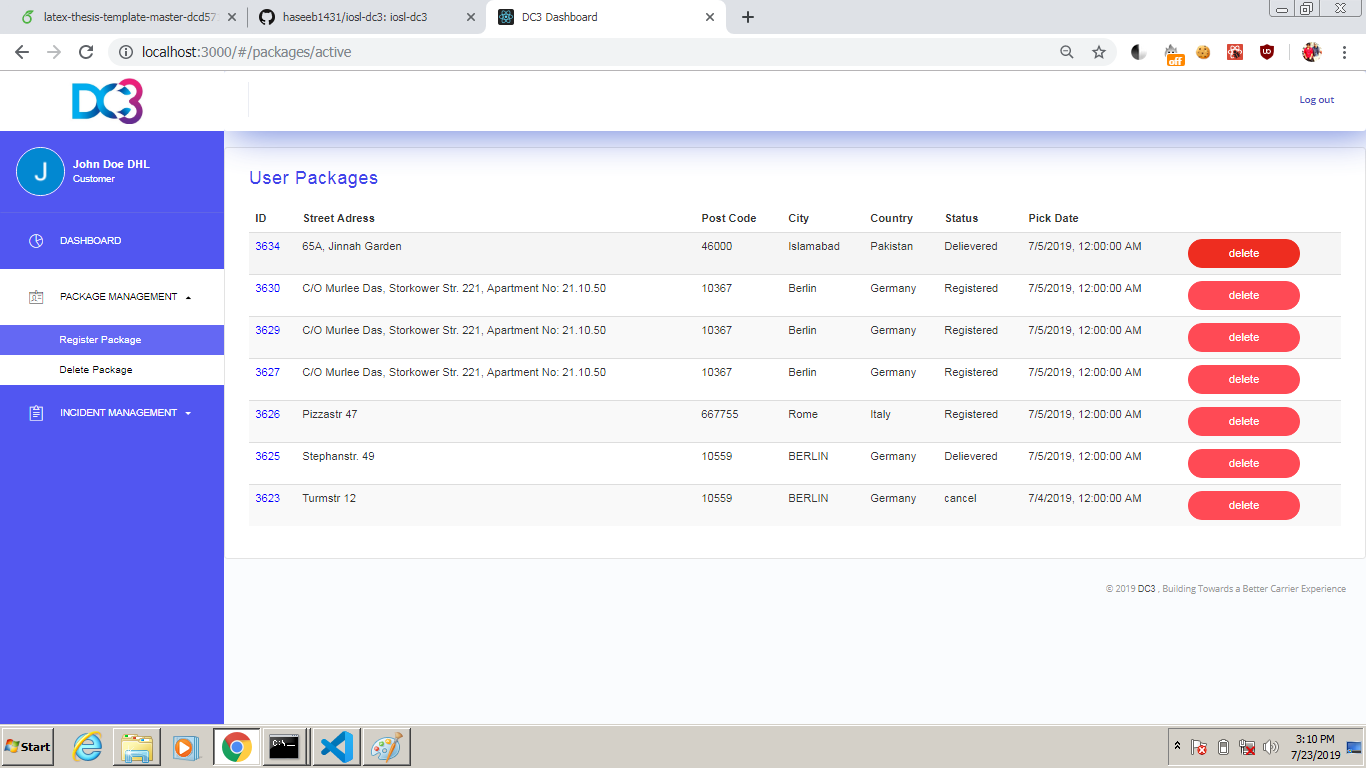 latex-thesis-template-master-dcd57
haseeb1431/iosl-dc3: iosl-dc3
DC3 Dashboard
localhost:3000/#/packages/active
off
DC3
Log out
J
John Doe DHL
Customer
DASHBOARD
PACKAGE MANAGEMENT
Register Package
Delete Package
INCIDENT MANAGEMENT
User Packages
ID Street Adress Post Code City Country Status Pick Date
3634 65A, Jinnah Garden 46000 Islamabad Pakistan Delievered 7/5/2019, 12:00:00 AM delete
3630 C/O Murlee Das, Storkower Str. 221, Apartment No: 21.10.50 10367 Berlin Germany Registered 7/5/2019, 12:00:00 AM delete
3629 C/O Murlee Das, Storkower Str. 221, Apartment No: 21.10.50 10367 Berlin Germany Registered 7/5/2019, 12:00:00 AM delete
3627 C/O Murlee Das, Storkower Str. 221, Apartment No: 21.10.50 10367 Berlin Germany Registered 7/5/2019, 12:00:00 AM delete
3626 Pizzastr 47 667755 Rome Italy Registered 7/5/2019, 12:00:00 AM delete
3625 Stephanstr. 49 10559 BERLIN Germany Delievered 7/5/2019, 12:00:00 AM delete
3623 Turmstr 12 10559 BERLIN Germany cancel 7/4/2019, 12:00:00 AM delete
© 2019 DC3 , Building Towards a Better Carrier Experience
Start
C:\.
3:10 PM
7/23/2019